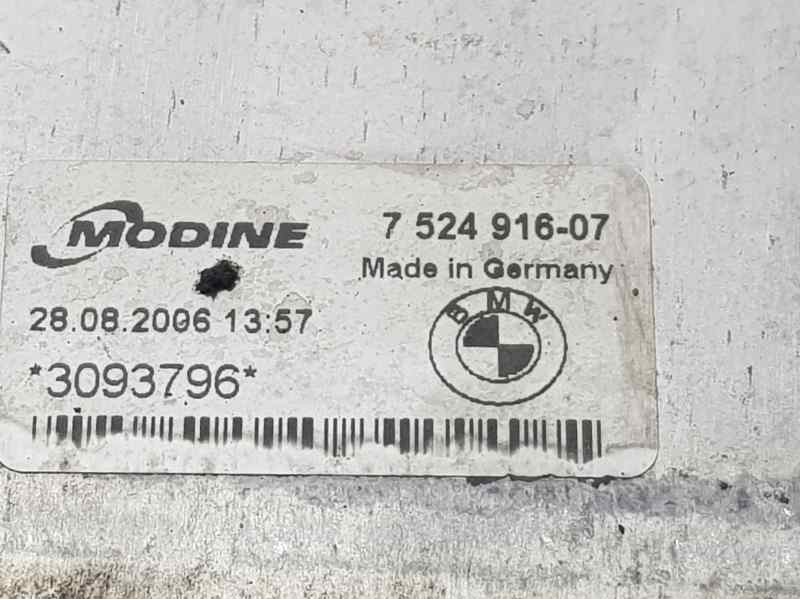 MODINE
7 524 916-07
Made in Germany
28.08.2006 13:57
BMW
*3093796*